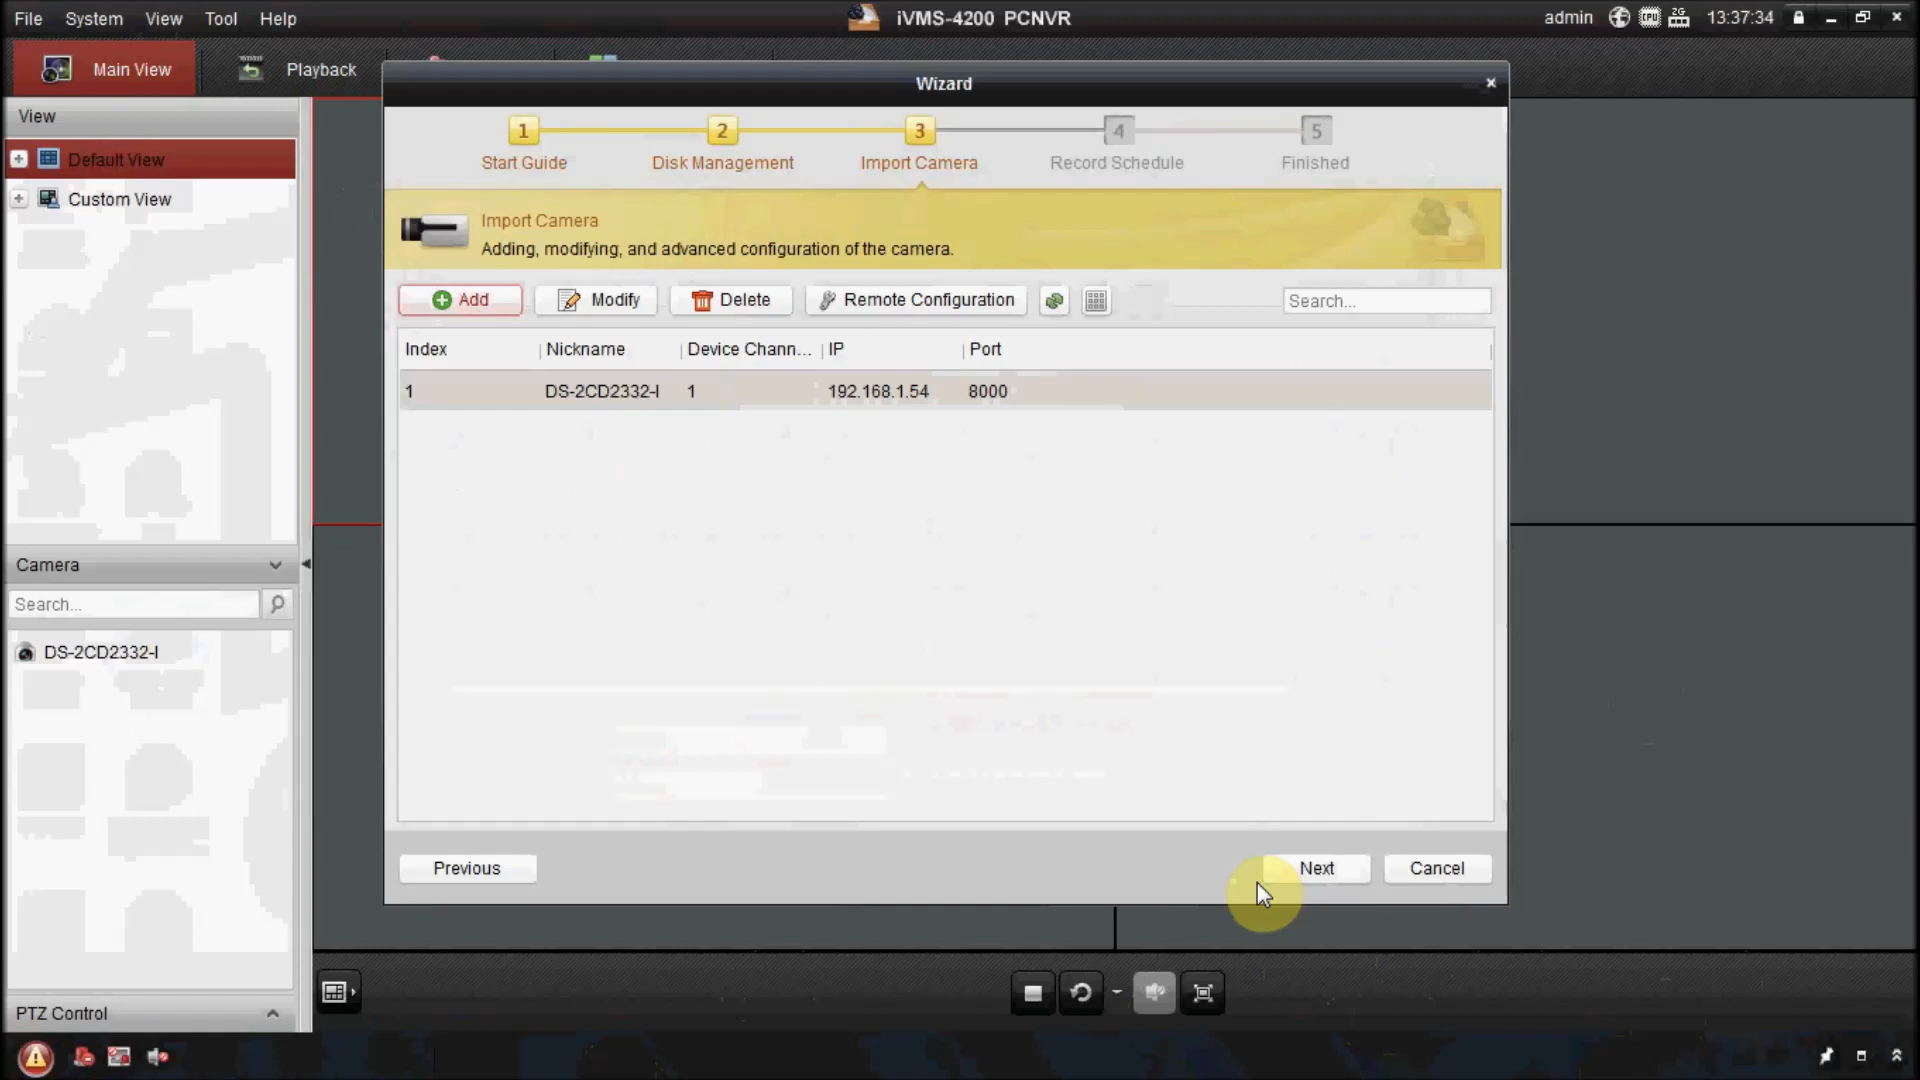 File System View Tool Help
iVMS-4200 PCNVR
admin
CPU
2G
13:37:34
Main View
Playback
Wizard
1 2 3 4 5
Start Guide Disk Management Import Camera Record Schedule Finished
Import Camera
Adding, modifying, and advanced configuration of the camera.
Add Modify Delete Remote Configuration Search...
Index Nickname Device Chann... IP Port
1 DS-2CD2332-I 1 192.168.1.54 8000
Previous Next Cancel
View
Default View
Custom View
Camera
Search...
DS-2CD2332-I
PTZ Control